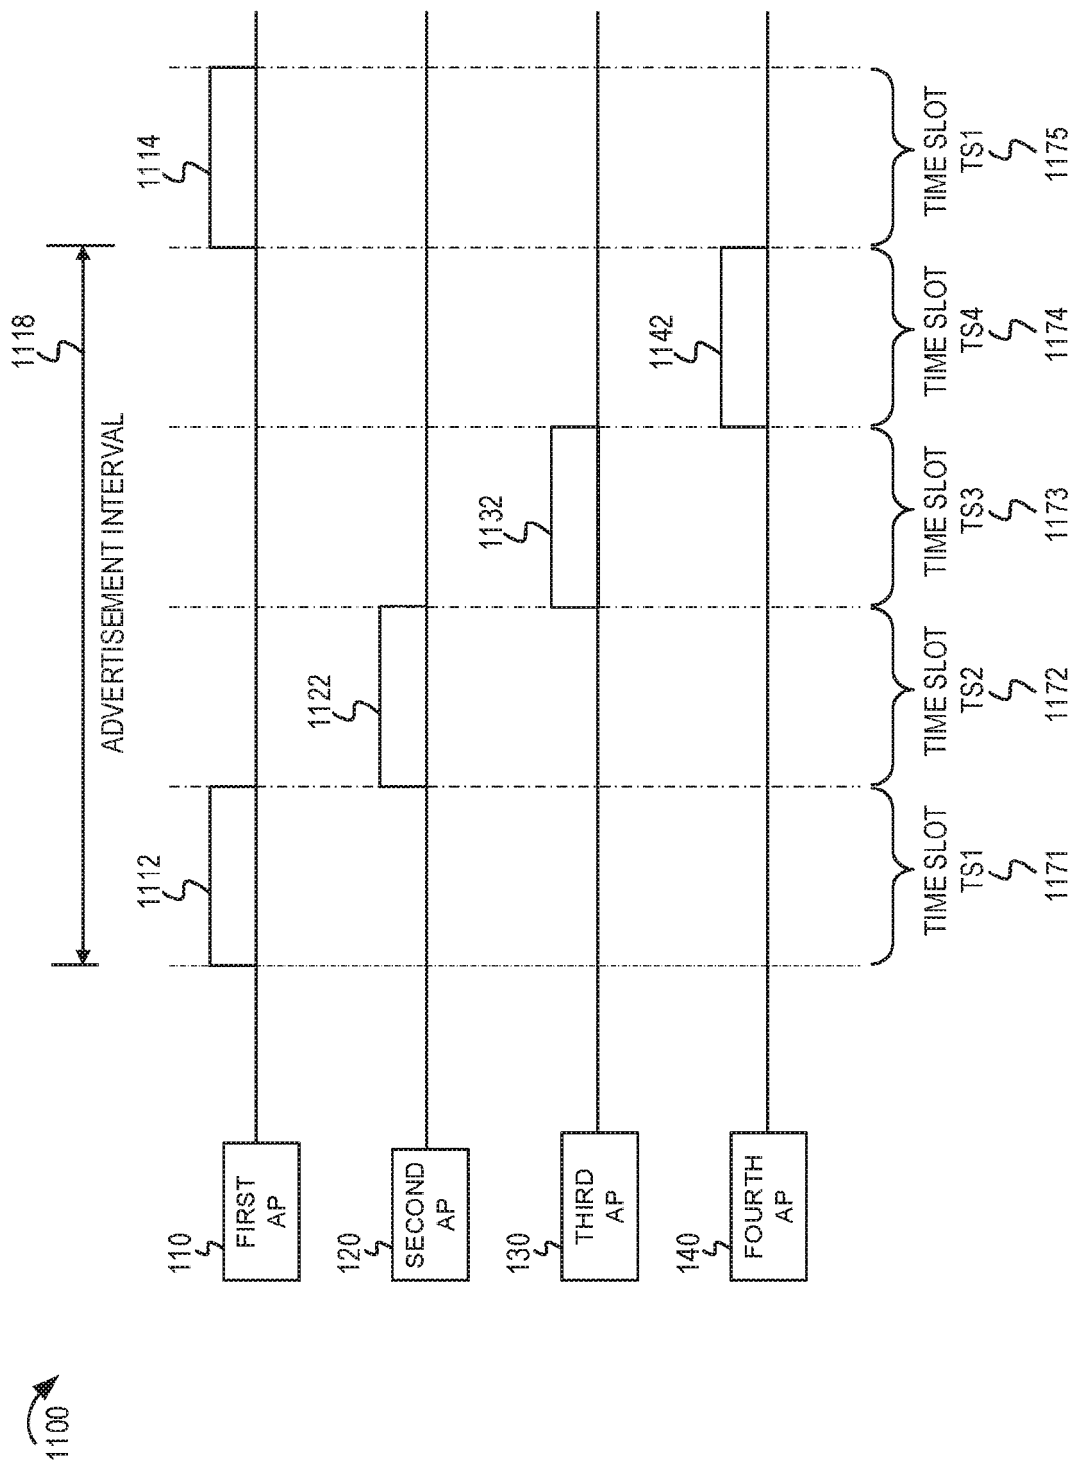 1100
1118
ADVERTISEMENT INTERVAL
110
FIRST
AP
1112
1114
120
SECOND
AP
1122
130
THIRD
AP
1132
140
FOURTH
AP
1142
TIME SLOT
TS1
1171
TIME SLOT
TS2
1172
TIME SLOT
TS3
1173
TIME SLOT
TS4
1174
TIME SLOT
TS1
1175